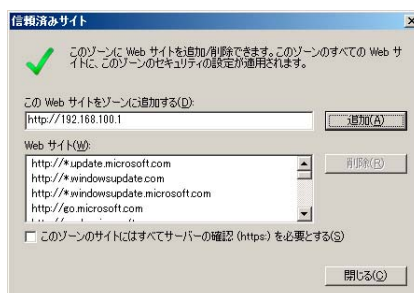 信頼済みサイト
このゾーンに Web サイトを追加/削除できます。このゾーンのすべての Web サ
イトに、このゾーンのセキュリティの設定が適用されます。
この Web サイトをゾーンに追加する(D):
http://192.168.100.1
追加(A)
Web サイト(W):
http://*.update.microsoft.com
削除(R)
http://*.windowsupdate.com
http://*.windowsupdate.microsoft.com
http://go.microsoft.com
このゾーンのサイトにはすべてサーバーの確認 (https:) を必要とする(S)
閉じる(C)